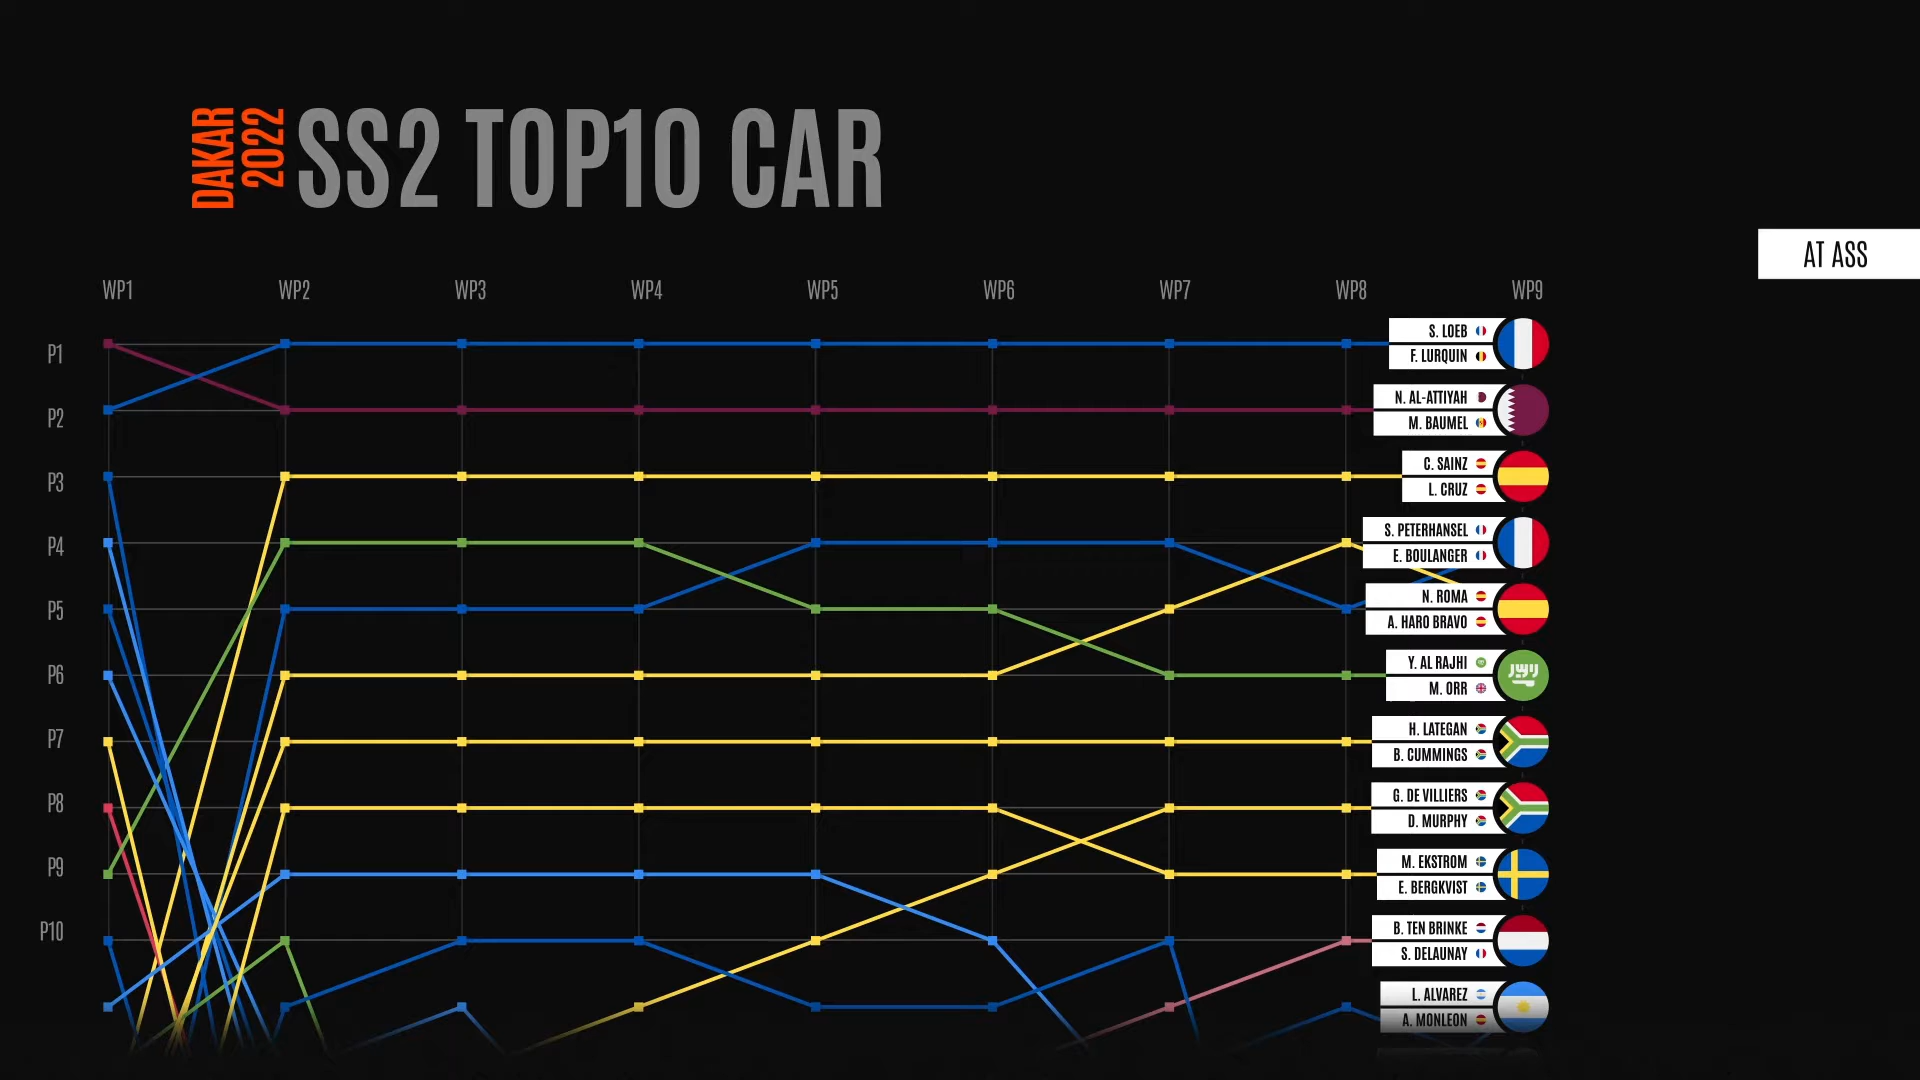 DAKAR
2022
SS2 TOP10 CAR
AT ASS
WP1 WP2 WP3 WP4 WP5 WP6 WP7 WP8 WP9
P1
P2
P3
P4
P5
P6
P7
P8
P9
P10
S. LOEB
F. LURQUIN
N. AL-ATTIYAH
M. BAUMEL
C. SAINZ
L. CRUZ
S. PETERHANSEL
E. BOULANGER
N. ROMA
A. HARO BRAVO
Y. AL RAJHI
M. ORR
H. LATEGAN
B. CUMMINGS
G. DE VILLIERS
D. MURPHY
M. EKSTROM
E. BERGKVIST
B. TEN BRINKE
S. DELAUNAY
L. ALVAREZ
A. MONLEON